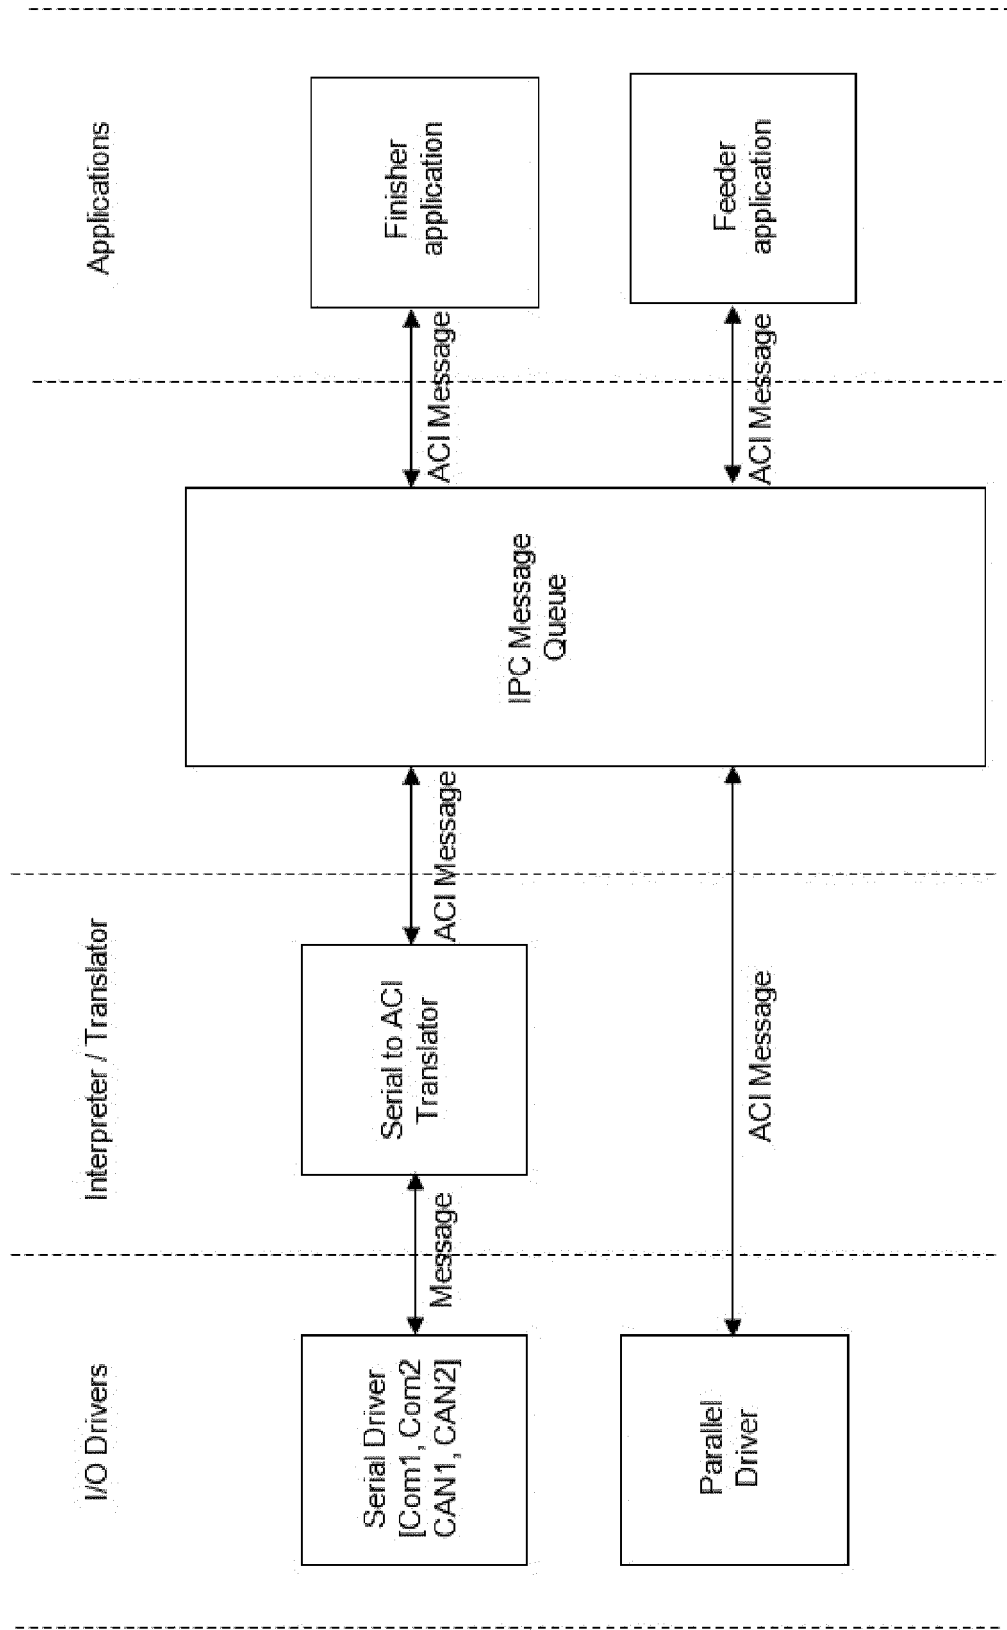 I/O Drivers
Interpreter / Translator
Applications
Serial Driver
[Com1, Com2
CAN1, CAN2]
Message
Serial to ACI
Translator
ACI Message
IPC Message
Queue
ACI Message
Finisher
application
Parallel
Driver
ACI Message
ACI Message
Feeder
application